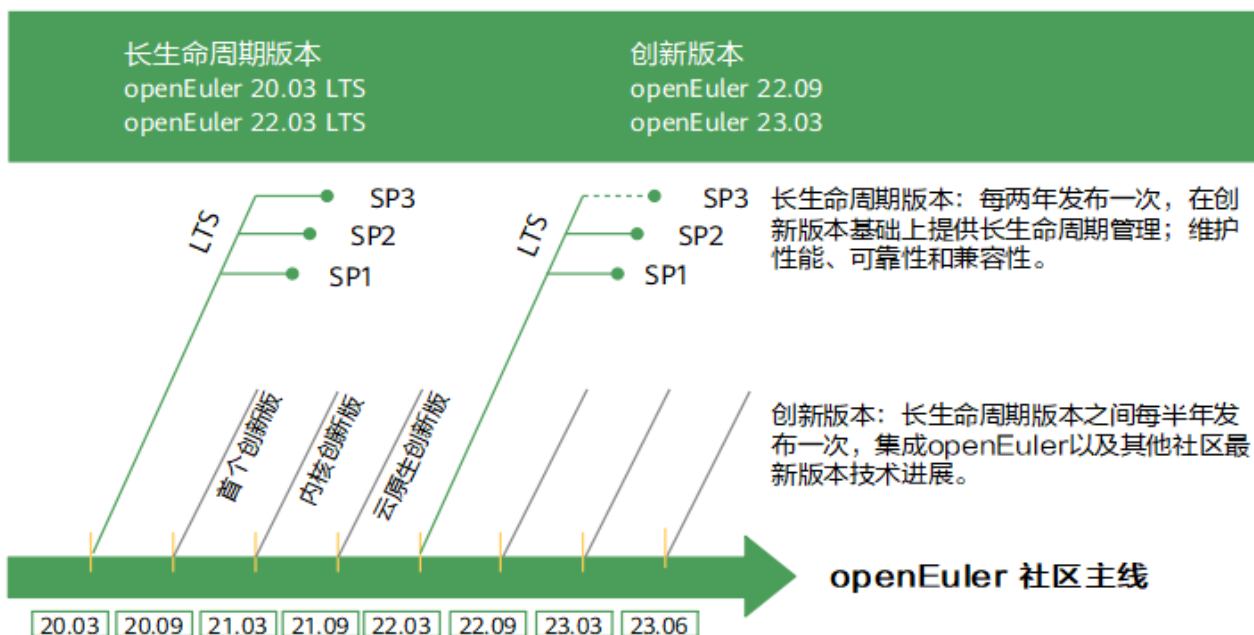 长生命周期版本
openEuler 20.03 LTS
openEuler 22.03 LTS
创新版本
openEuler 22.09
openEuler 23.03
LTS
SP3
SP2
SP1
LTS
SP3
SP2
SP1
长生命周期版本：每两年发布一次，在创
新版本基础上提供长生命周期管理；维护
性能、可靠性和兼容性。
首个创新版
内核创新版
云原生创新版
创新版本：长生命周期版本之间每半年发
布一次，集成openEuler以及其他社区最
新版本技术进展。
openEuler 社区主线
20.03
20.09
21.03
21.09
22.03
22.09
23.03
23.06